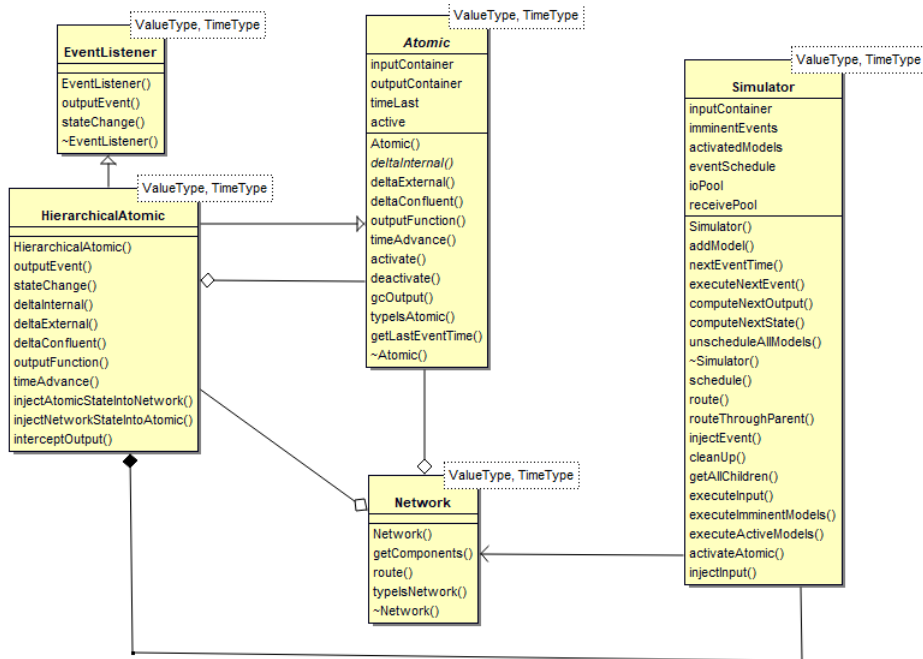 ValueType, TimeType
EventListener
EventListener()
outputEvent()
stateChange()
~EventListener()
ValueType, TimeType
HierarchicalAtomic
HierarchicalAtomic()
outputEvent()
stateChange()
deltaInternal()
deltaExternal()
deltaConfluent()
outputFunction()
timeAdvance()
injectAtomicStateIntoNetwork()
injectNetworkStateIntoAtomic()
interceptOutput()
ValueType, TimeType
Atomic
inputContainer
outputContainer
timeLast
active
Atomic()
deltaInternal()
deltaExternal()
deltaConfluent()
outputFunction()
timeAdvance()
activate()
deactivate()
gcOutput()
typeIsAtomic()
getLastEventTime()
~Atomic()
ValueType, TimeType
Network
Network()
getComponents()
route()
typeIsNetwork()
~Network()
ValueType, TimeType
Simulator
inputContainer
imminentEvents
activatedModels
eventSchedule
ioPool
receivePool
Simulator()
addModel()
nextEventTime()
executeNextEvent()
computeNextOutput()
computeNextState()
unscheduleAllModels()
~Simulator()
schedule()
route()
routeThroughParent()
injectEvent()
cleanUp()
getAllChildren()
executeInput()
executeImminentModels()
executeActiveModels()
activateAtomic()
injectInput()